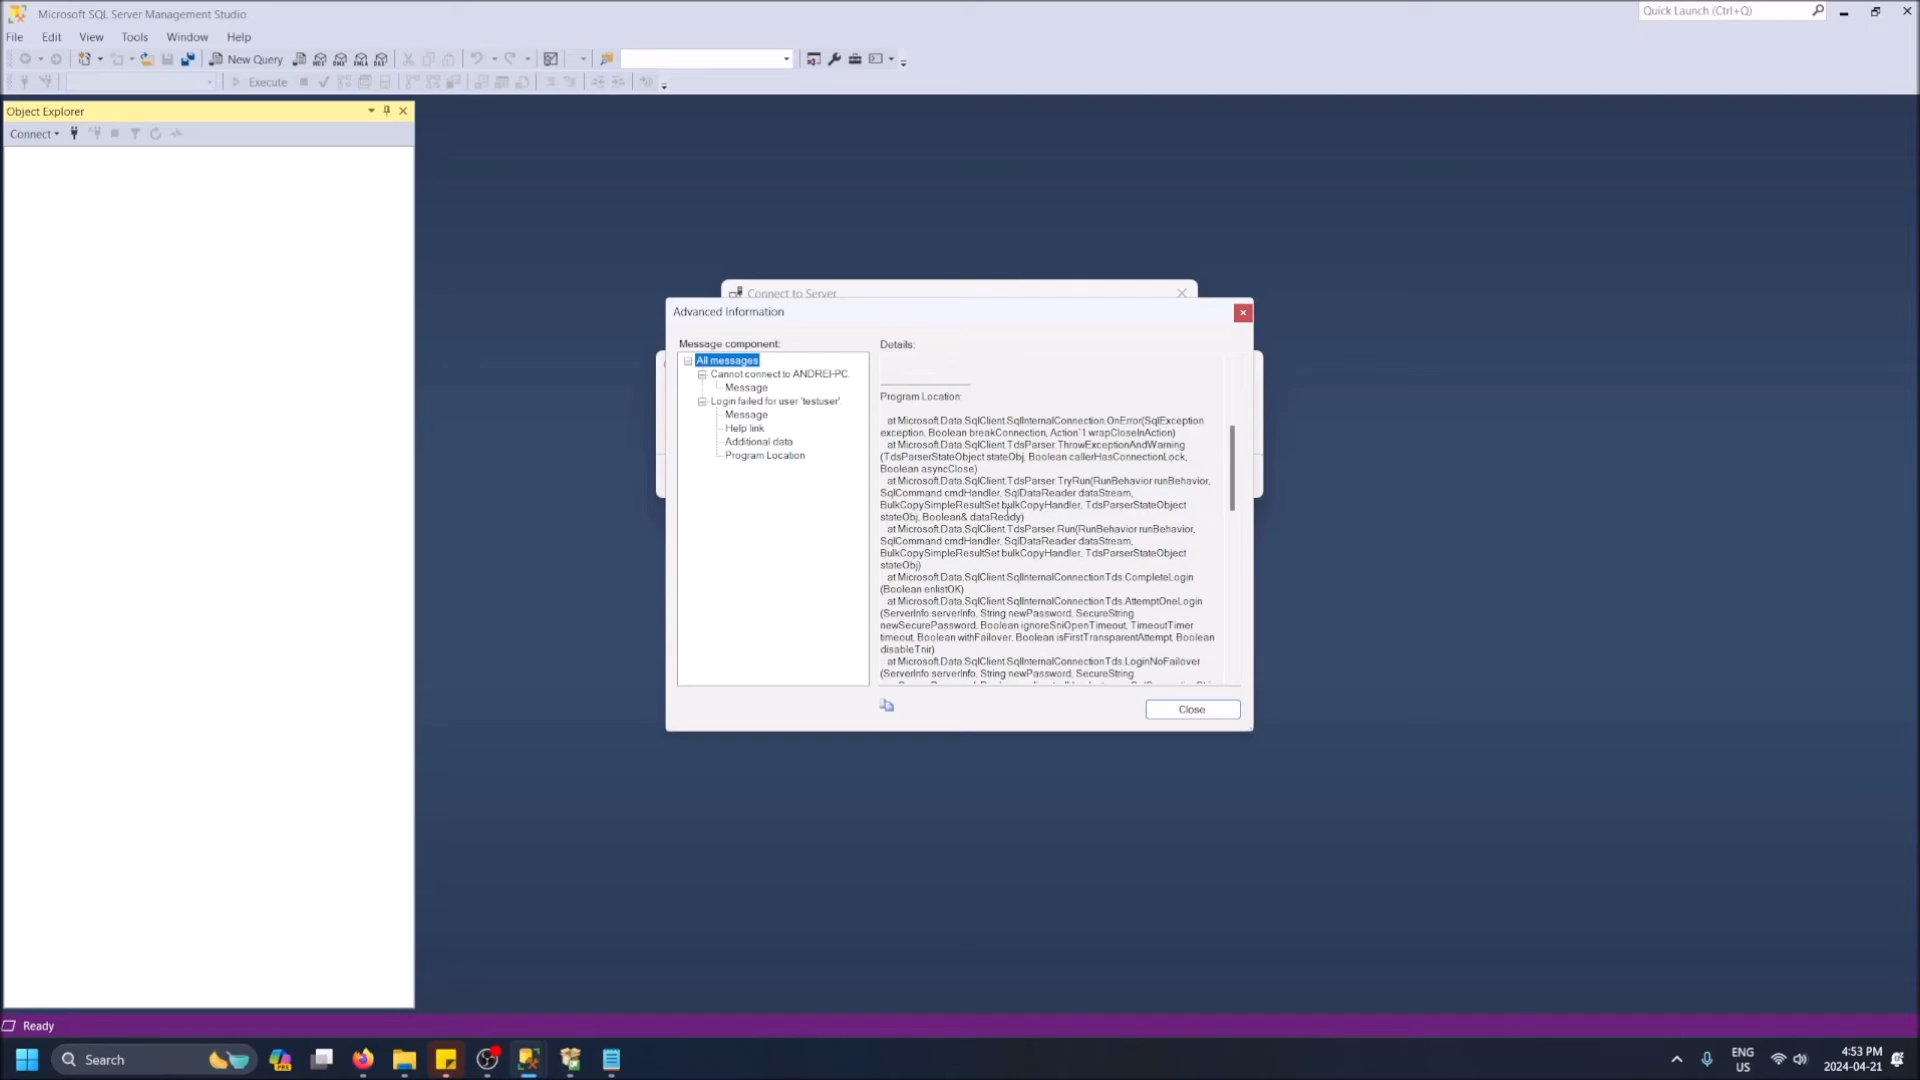 Microsoft SQL Server Management Studio
Quick Launch (Ctrl+Q)
File Edit View Tools Window Help
New Query
MDX DMX XMLA DAX
Execute
Object Explorer
Connect
Connect to Server
Advanced Information
Message component:
All messages
Cannot connect to ANDREI-PC.
Message
Login failed for user 'testuser'.
Message
Help link
Additional data
Program Location
Details:
Program Location:
at Microsoft.Data.SqlClient.SqlInternalConnection.OnError(SqlException
exception, Boolean breakConnection, Action`1 wrapCloseInAction)
at Microsoft.Data.SqlClient.TdsParser.ThrowExceptionAndWarning
(TdsParserStateObject stateObj, Boolean callerHasConnectionLock,
Boolean asyncClose)
at Microsoft.Data.SqlClient.TdsParser.TryRun(RunBehavior runBehavior,
SqlCommand cmdHandler, SqlDataReader dataStream,
BulkCopySimpleResultSet bulkCopyHandler, TdsParserStateObject
stateObj, Boolean& dataReady)
at Microsoft.Data.SqlClient.TdsParser.Run(RunBehavior runBehavior,
SqlCommand cmdHandler, SqlDataReader dataStream,
BulkCopySimpleResultSet bulkCopyHandler, TdsParserStateObject
stateObj)
at Microsoft.Data.SqlClient.SqlInternalConnectionTds.CompleteLogin
(Boolean enlistOK)
at Microsoft.Data.SqlClient.SqlInternalConnectionTds.AttemptOneLogin
(ServerInfo serverInfo, String newPassword, SecureString
newSecurePassword, Boolean ignoreSniOpenTimeout, TimeoutTimer
timeout, Boolean withFailover, Boolean isFirstTransparentAttempt, Boolean
disableTnir)
at Microsoft.Data.SqlClient.SqlInternalConnectionTds.LoginNoFailover
(ServerInfo serverInfo, String newPassword, SecureString
Close
Ready
Search
PRE
ENG
US
4:53 PM
2024-04-21